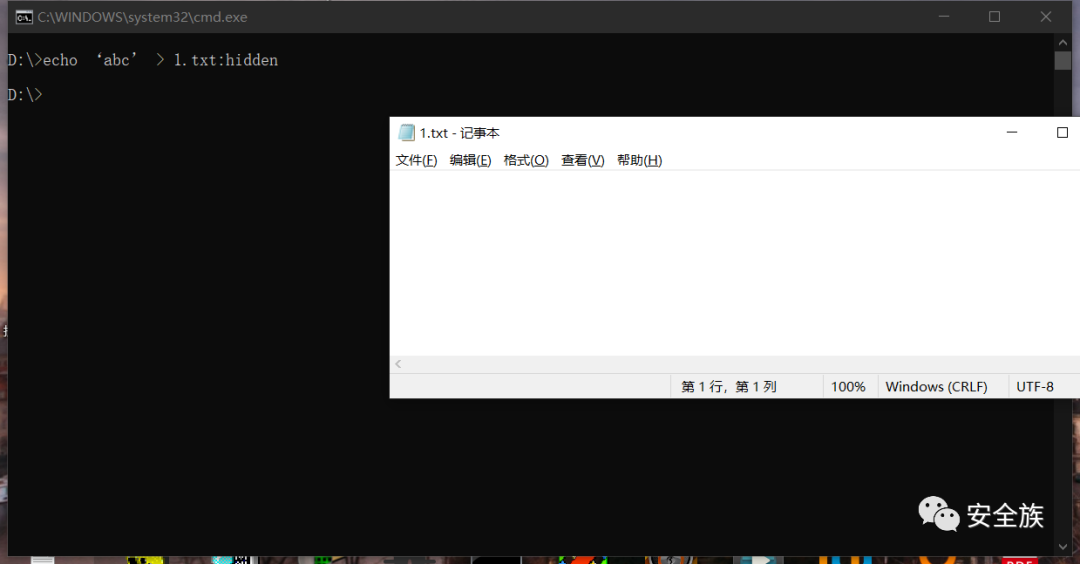 C:\WINDOWS\system32\cmd.exe
D:\>echo ‘abc’ > 1.txt:hidden
D:\>
1.txt - 记事本
文件(F) 编辑(E) 格式(O) 查看(V) 帮助(H)
第 1 行，第 1 列 100% Windows (CRLF) UTF-8
安全族